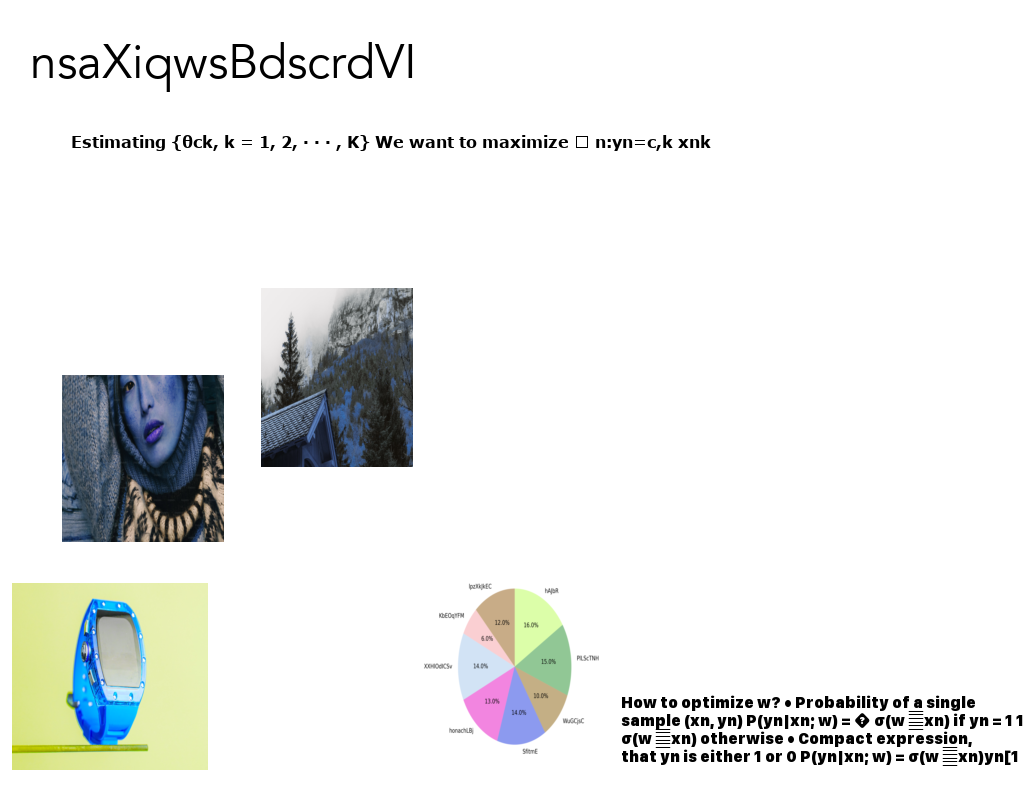 nsaXiqwsBdscrdVI
Estimating {θck, k = 1, 2, · · · , K} We want to maximize □ n:yn=c,k xnk
IpzXkJkEC
hAJbR
KbEOqYFM
12.0%
16.0%
6.0%
15.0%
PILScTNH
XXHIOdICSv
14.0%
10.0%
13.0%
14.0%
WuGCjsC
honachLBJ
SfitmE
How to optimize w? • Probability of a single
sample (xn, yn) P(yn|xn; w) = � σ(w xn) if yn = 1 1
σ(w xn) otherwise • Compact expression,
that yn is either 1 or 0 P(yn|xn; w) = σ(w xn)yn[1